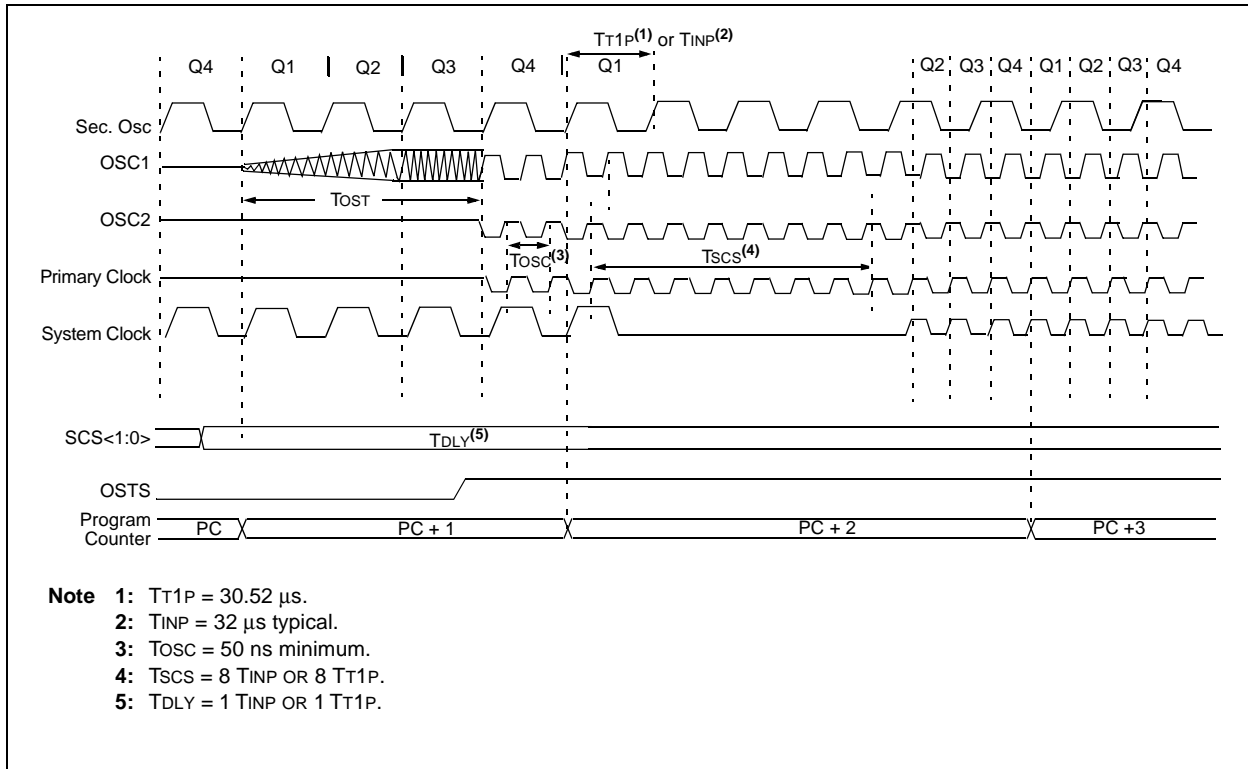 TT1P(1) or TINP(2)
Q4 Q1 Q2 Q3 Q4 Q1 Q2 Q3 Q4 Q1 Q2 Q3 Q4
Sec. Osc
OSC1
TOST
OSC2
TOSC(3) TSCS(4)
Primary Clock
System Clock
SCS<1:0> TDLY(5)
OSTS
Program Counter PC PC + 1 PC + 2 PC +3
Note 1: TT1P = 30.52 μs.
2: TINP = 32 μs typical.
3: TOSC = 50 ns minimum.
4: TSCS = 8 TINP OR 8 TT1P.
5: TDLY = 1 TINP OR 1 TT1P.